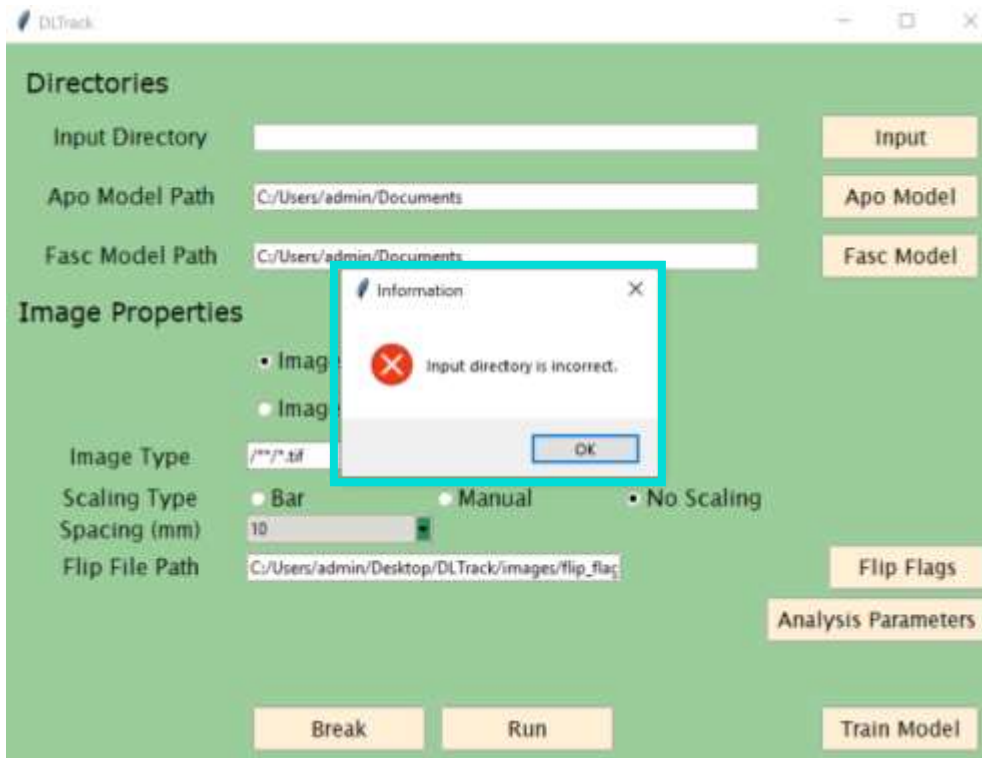 DLTrack
Directories
Input Directory
Input
Apo Model Path
C:/Users/admin/Documents
Apo Model
Fasc Model Path
C:/Users/admin/Documents
Fasc Model
Information
Image Properties
Input directory is incorrect.
Imag
Imag
OK
Image Type
/**/*.tif
Scaling Type
Bar
Manual
No Scaling
Spacing (mm)
10
Flip File Path
C:/Users/admin/Desktop/DLTrack/images/flip_flag
Flip Flags
Analysis Parameters
Break
Run
Train Model